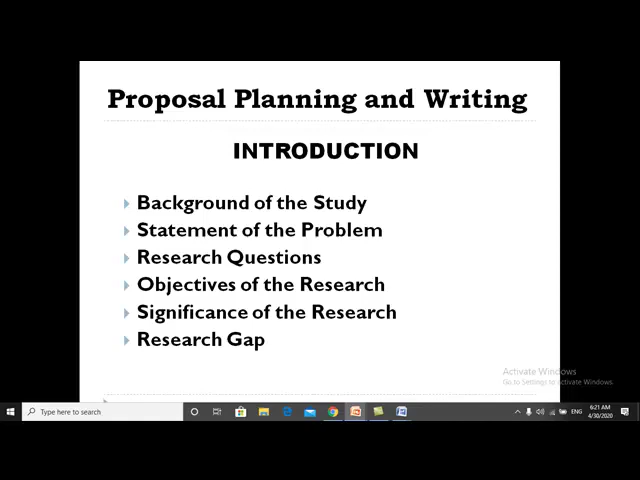 Proposal Planning and Writing
INTRODUCTION
Background of the Study
Statement of the Problem
Research Questions
Objectives of the Research
Significance of the Research
Research Gap
Activate Windows
Go to Settings to activate Windows.
Type here to search
ENG
6:21 AM
4/30/2020